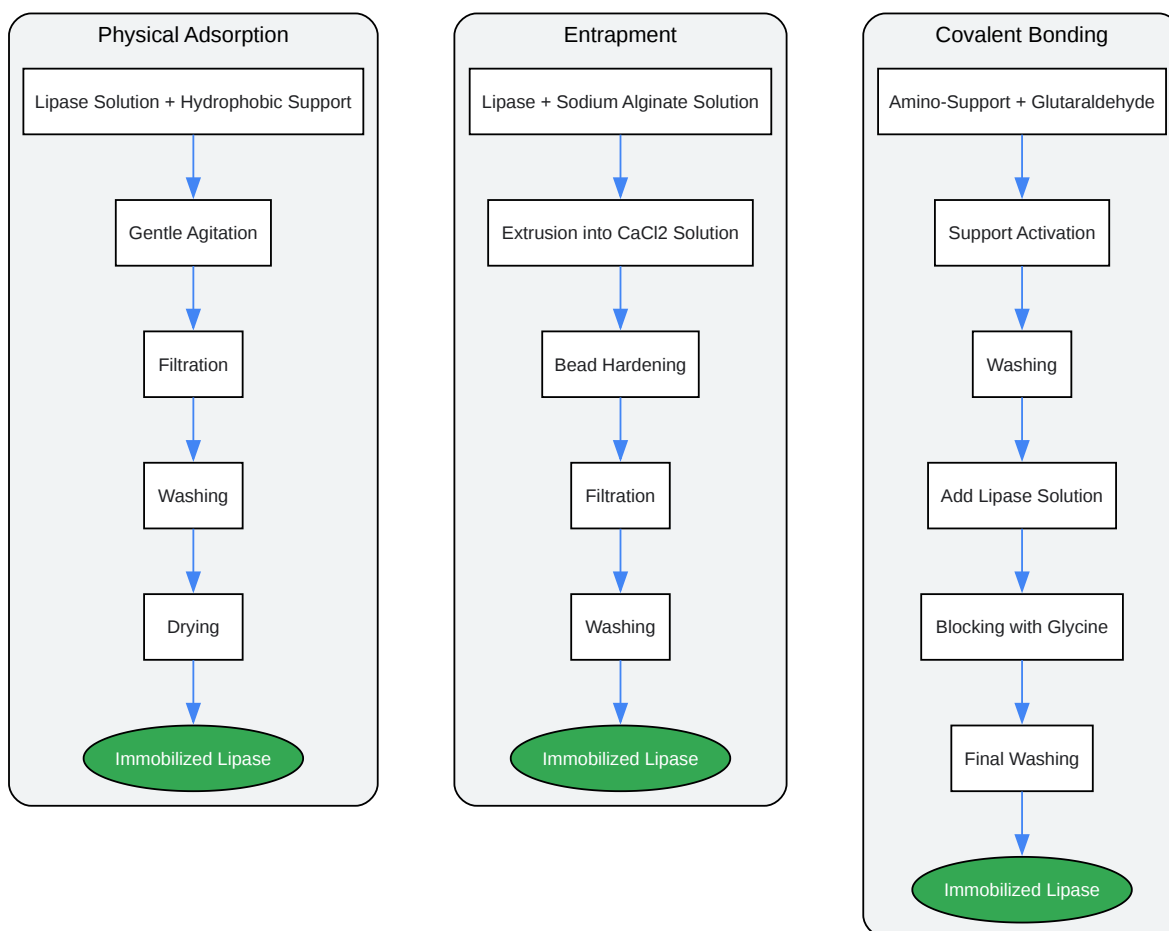 Physical Adsorption
Lipase Solution + Hydrophobic Support
Gentle Agitation
Filtration
Washing
Drying
Immobilized Lipase
Entrapment
Lipase + Sodium Alginate Solution
Extrusion into CaCl2 Solution
Bead Hardening
Filtration
Washing
Immobilized Lipase
Covalent Bonding
Amino-Support + Glutaraldehyde
Support Activation
Washing
Add Lipase Solution
Blocking with Glycine
Final Washing
Immobilized Lipase